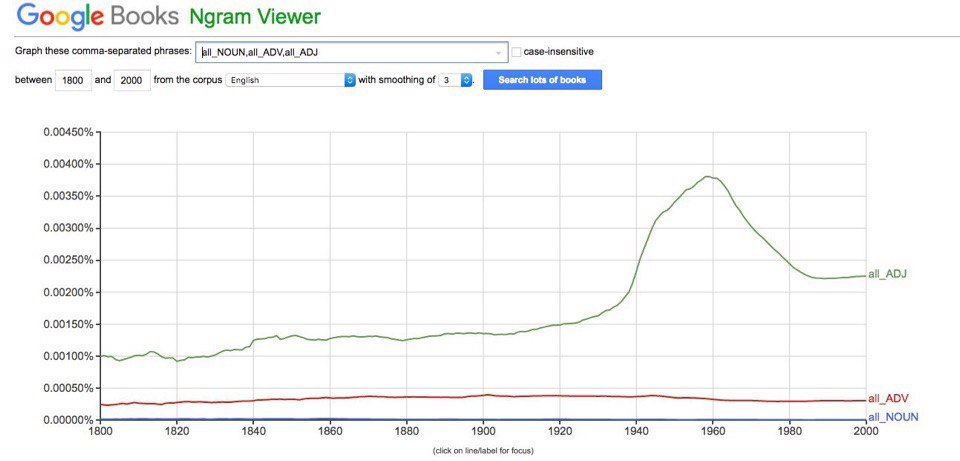 Google Books Ngram Viewer
Graph these comma-separated phrases: all_NOUN,all_ADV,all_ADJ case-insensitive
between 1800 and 2000 from the corpus English with smoothing of 3 . Search lots of books
0.00450%
0.00400%
0.00350%
0.00300%
0.00250%
all_ADJ
0.00200%
0.00150%
0.00100%
0.00050%
all_ADV
0.00000%
all_NOUN
1800 1820 1840 1860 1880 1900 1920 1940 1960 1980 2000
(click on line/label for focus)